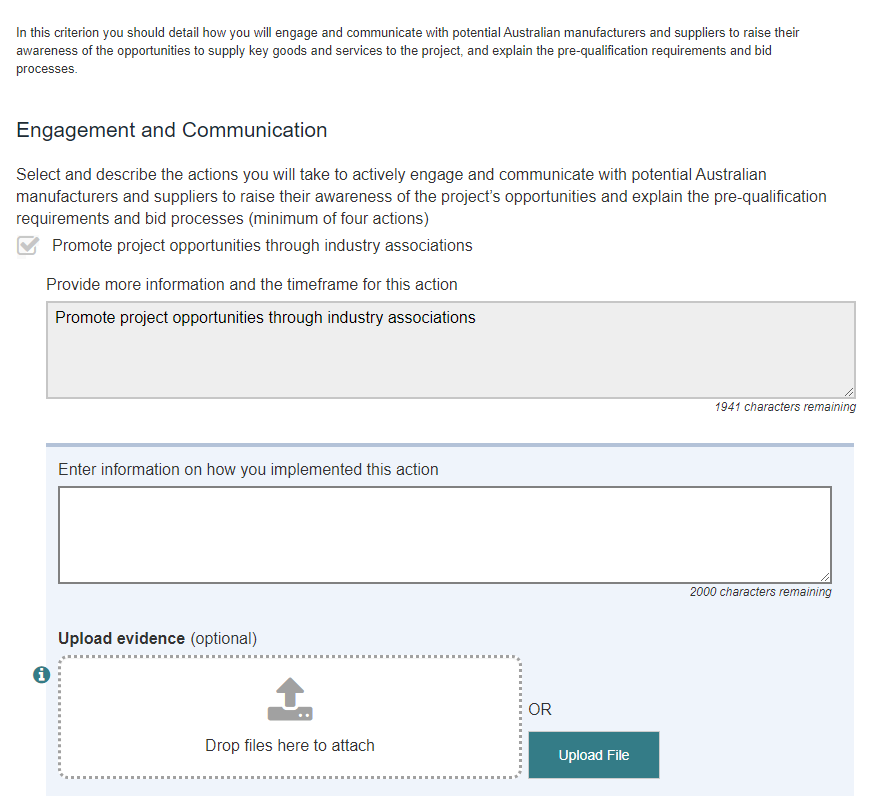 In this criterion you should detail how you will engage and communicate with potential Australian manufacturers and suppliers to raise their
awareness of the opportunities to supply key goods and services to the project, and explain the pre-qualification requirements and bid
processes.
Engagement and Communication
Select and describe the actions you will take to actively engage and communicate with potential Australian
manufacturers and suppliers to raise their awareness of the project's opportunities and explain the pre-qualification
requirements and bid processes (minimum of four actions)
Promote project opportunities through industry associations
Provide more information and the timeframe for this action
Promote project opportunities through industry associations
1941 characters remaining
Enter information on how you implemented this action
2000 characters remaining
Upload evidence (optional)
Drop files here to attach
OR
Upload File